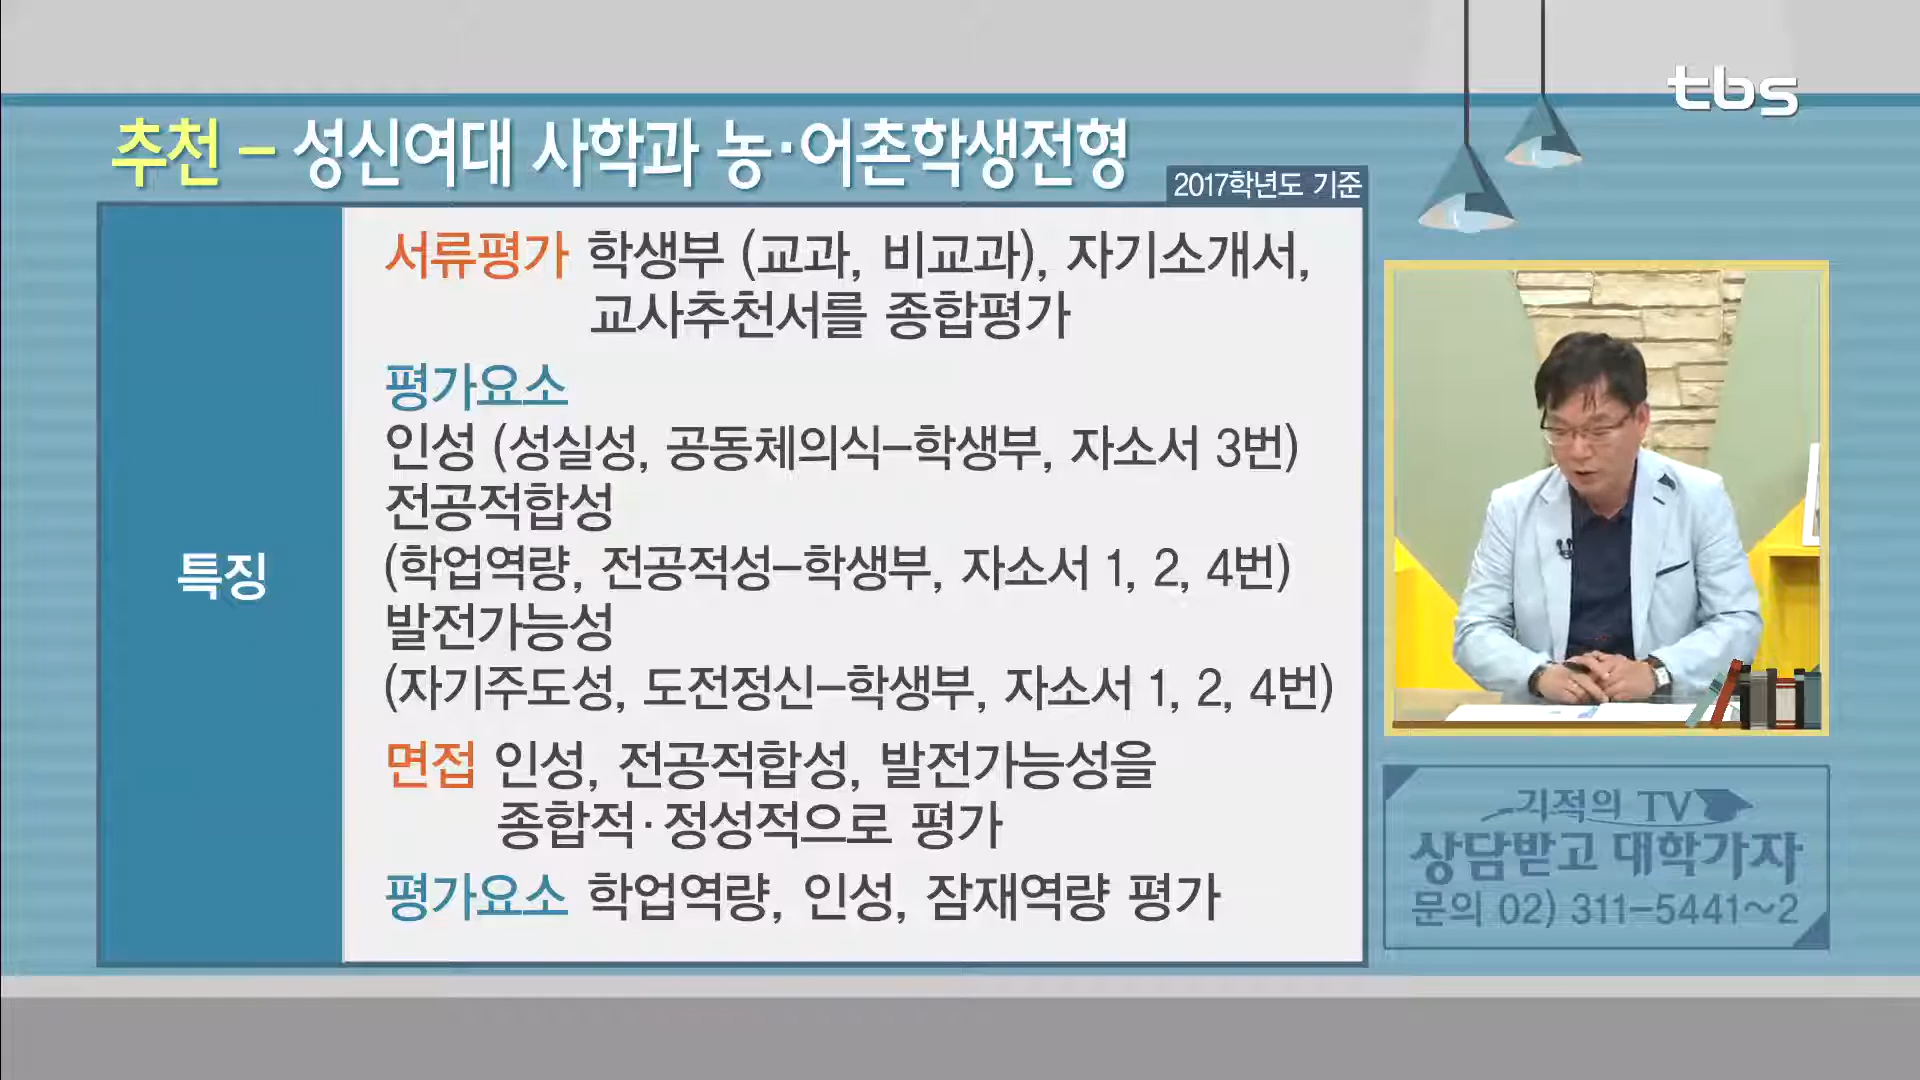 tbs
추천 - 성신여대 사학과 농·어촌학생전형
2017학년도 기준
특징
서류평가 학생부 (교과, 비교과), 자기소개서,
교사추천서를 종합평가
평가요소
인성 (성실성, 공동체의식-학생부, 자소서 3번)
전공적합성
(학업역량, 전공적성-학생부, 자소서 1, 2, 4번)
발전가능성
(자기주도성, 도전정신-학생부, 자소서 1, 2, 4번)
면접 인성, 전공적합성, 발전가능성을
종합적·정성적으로 평가
평가요소 학업역량, 인성, 잠재역량 평가
기적의 TV
상담받고 대학가자
문의 02) 311-5441~2